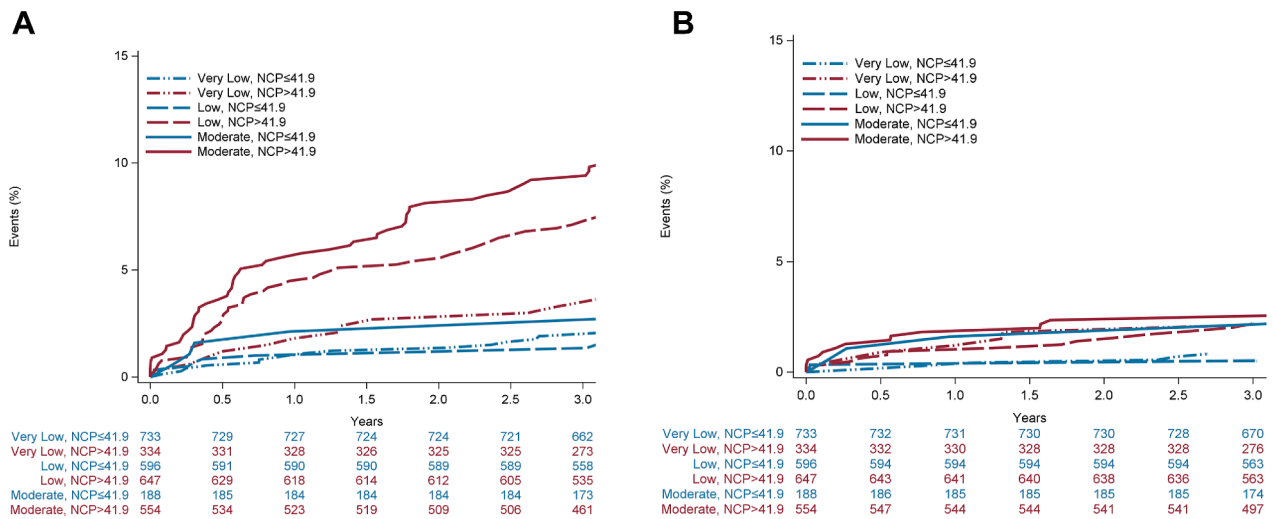 A
15
10
5
0
Events (%)
Very Low, NCP≤41.9
Very Low, NCP>41.9
Low, NCP≤41.9
Low, NCP>41.9
Moderate, NCP≤41.9
Moderate, NCP>41.9
0.0 0.5 1.0 1.5 2.0 2.5 3.0
Years
Very Low, NCP≤41.9 733 729 727 724 724 721 662
Very Low, NCP>41.9 334 331 328 326 325 325 273
Low, NCP≤41.9 596 591 590 590 589 589 558
Low, NCP>41.9 647 629 618 614 612 605 535
Moderate, NCP≤41.9 188 185 184 184 184 184 173
Moderate, NCP>41.9 554 534 523 519 509 506 461
B
15
10
5
0
Events (%)
Very Low, NCP≤41.9
Very Low, NCP>41.9
Low, NCP≤41.9
Low, NCP>41.9
Moderate, NCP≤41.9
Moderate, NCP>41.9
0.0 0.5 1.0 1.5 2.0 2.5 3.0
Years
Very Low, NCP≤41.9 733 732 731 730 730 728 670
Very Low, NCP>41.9 334 332 330 328 328 328 276
Low, NCP≤41.9 596 594 594 594 594 594 563
Low, NCP>41.9 647 643 641 640 638 636 563
Moderate, NCP≤41.9 188 186 185 185 185 185 174
Moderate, NCP>41.9 554 547 544 544 541 541 497